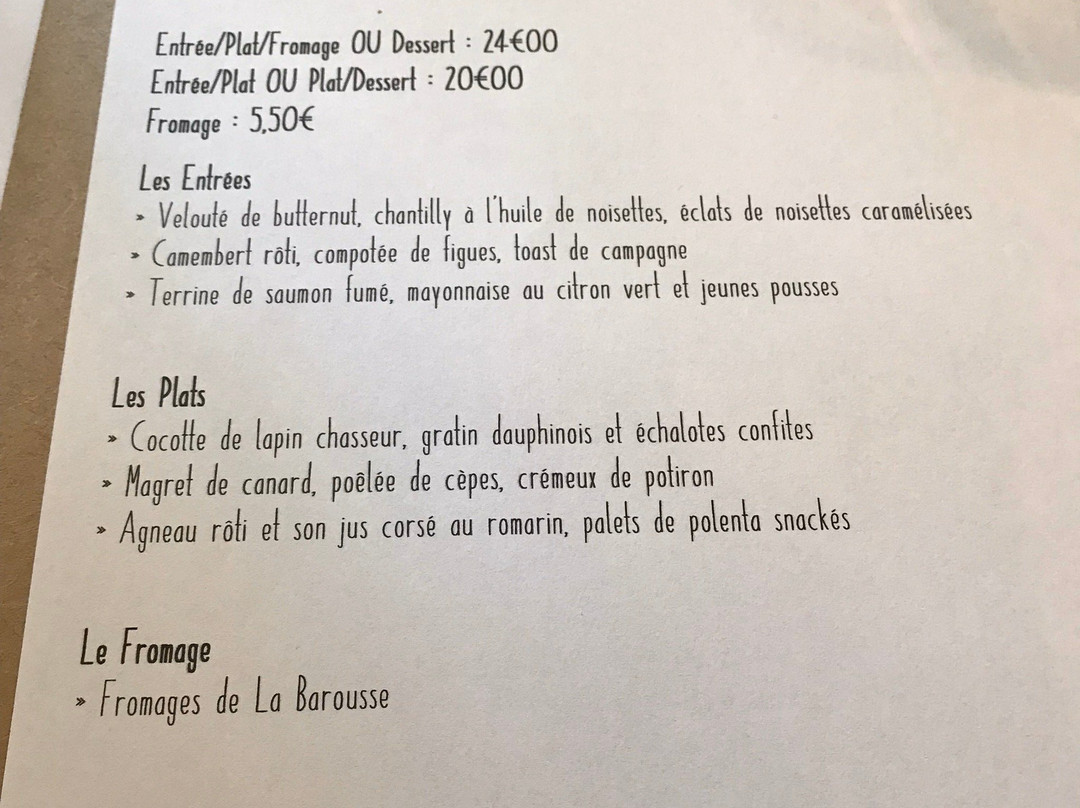 Entrée/Plat/Fromage OU Dessert : 24€00
Entrée/Plat OU Plat/Dessert : 20€00
Fromage : 5,50€
Les Entrées
» Velouté de butternut, chantilly à l'huile de noisettes, éclats de noisettes caramélisées
» Camembert rôti, compotée de figues, toast de campagne
» Terrine de saumon fumé, mayonnaise au citron vert et jeunes pousses
Les Plats
» Cocotte de lapin chasseur, gratin dauphinois et échalotes confites
» Magret de canard, poêlée de cèpes, crémeux de potiron
» Agneau rôti et son jus corsé au romarin, palets de polenta snackés
Le Fromage
» Fromages de La Barousse